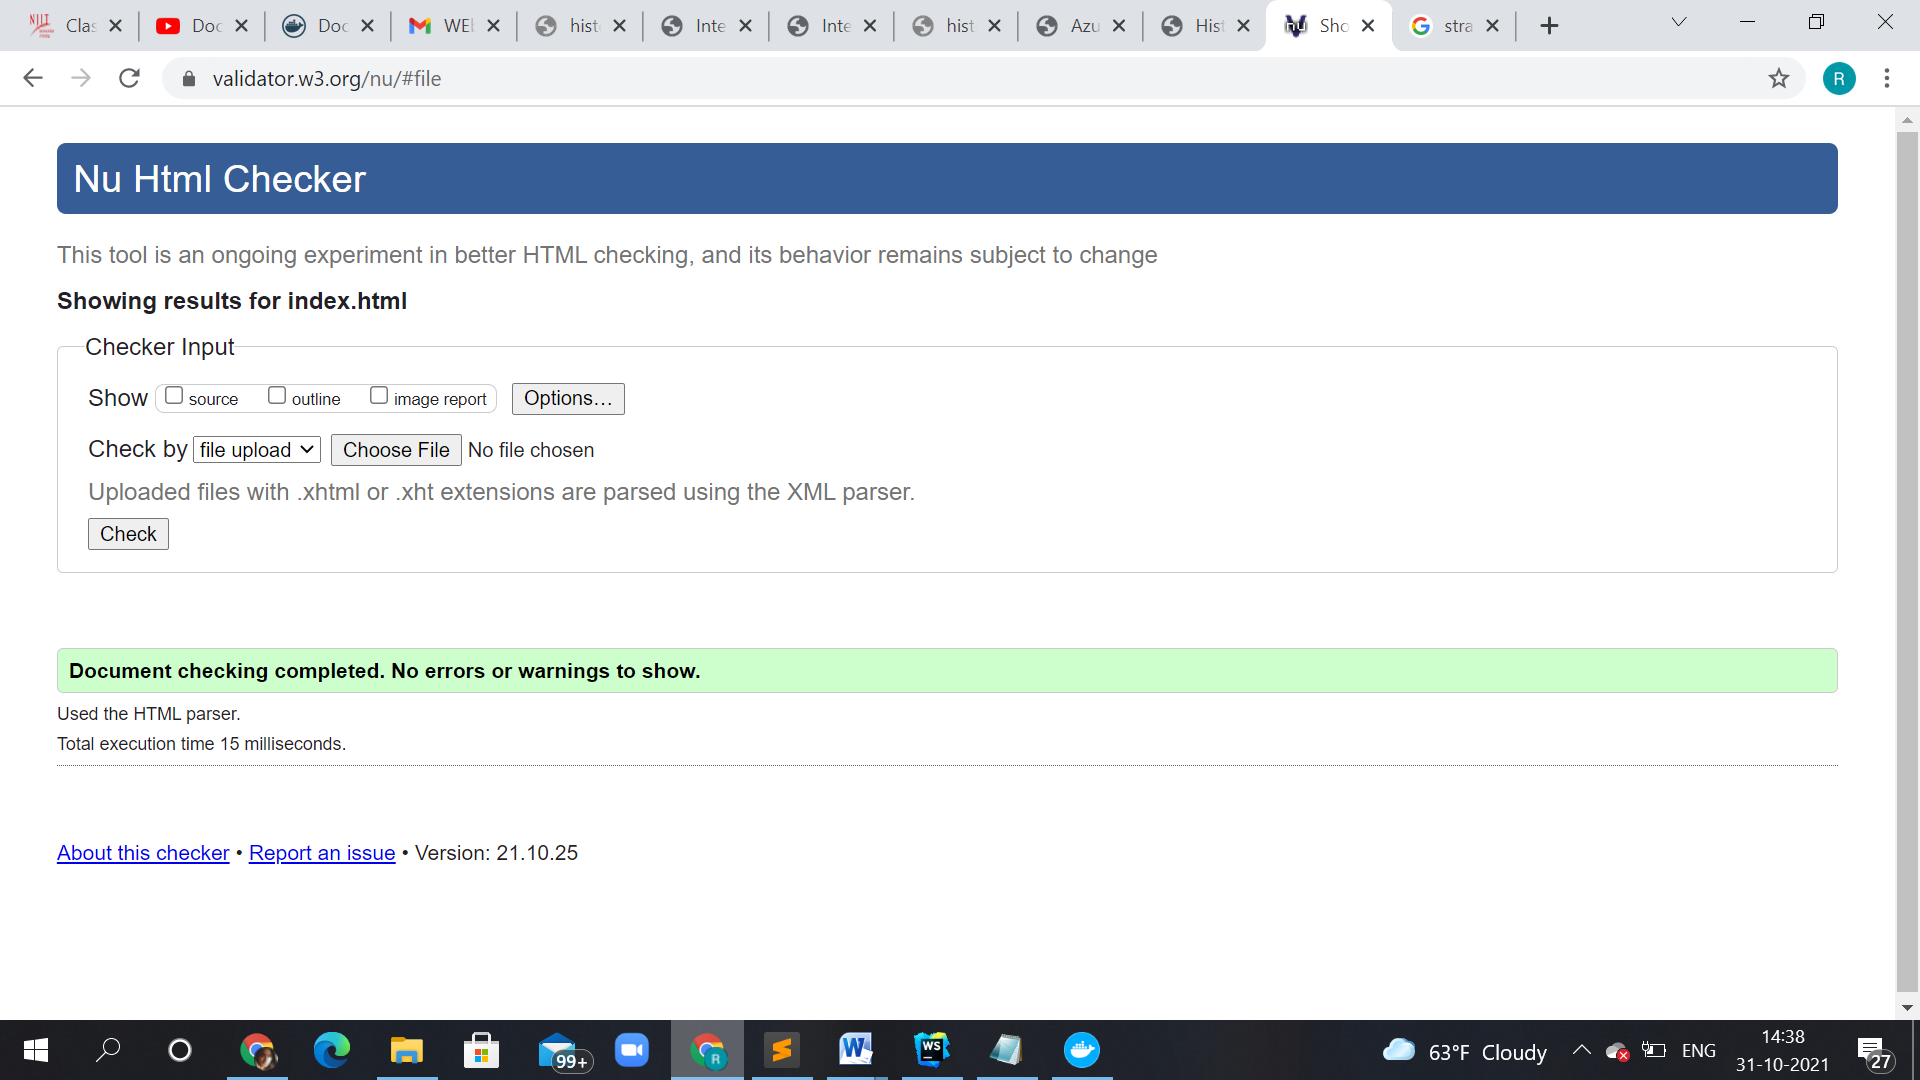 Clas Doc Doc WEI hist Inte Inte hist Azu Hist Sho stra
validator.w3.org/nu/#file R
Nu Html Checker
This tool is an ongoing experiment in better HTML checking, and its behavior remains subject to change
Showing results for index.html
Checker Input
Show source outline image report Options…
Check by file upload Choose File No file chosen
Uploaded files with .xhtml or .xht extensions are parsed using the XML parser.
Check
Document checking completed. No errors or warnings to show.
Used the HTML parser.
Total execution time 15 milliseconds.
About this checker • Report an issue • Version: 21.10.25
99+ R W WS 63°F Cloudy ENG 14:38
31-10-2021 27